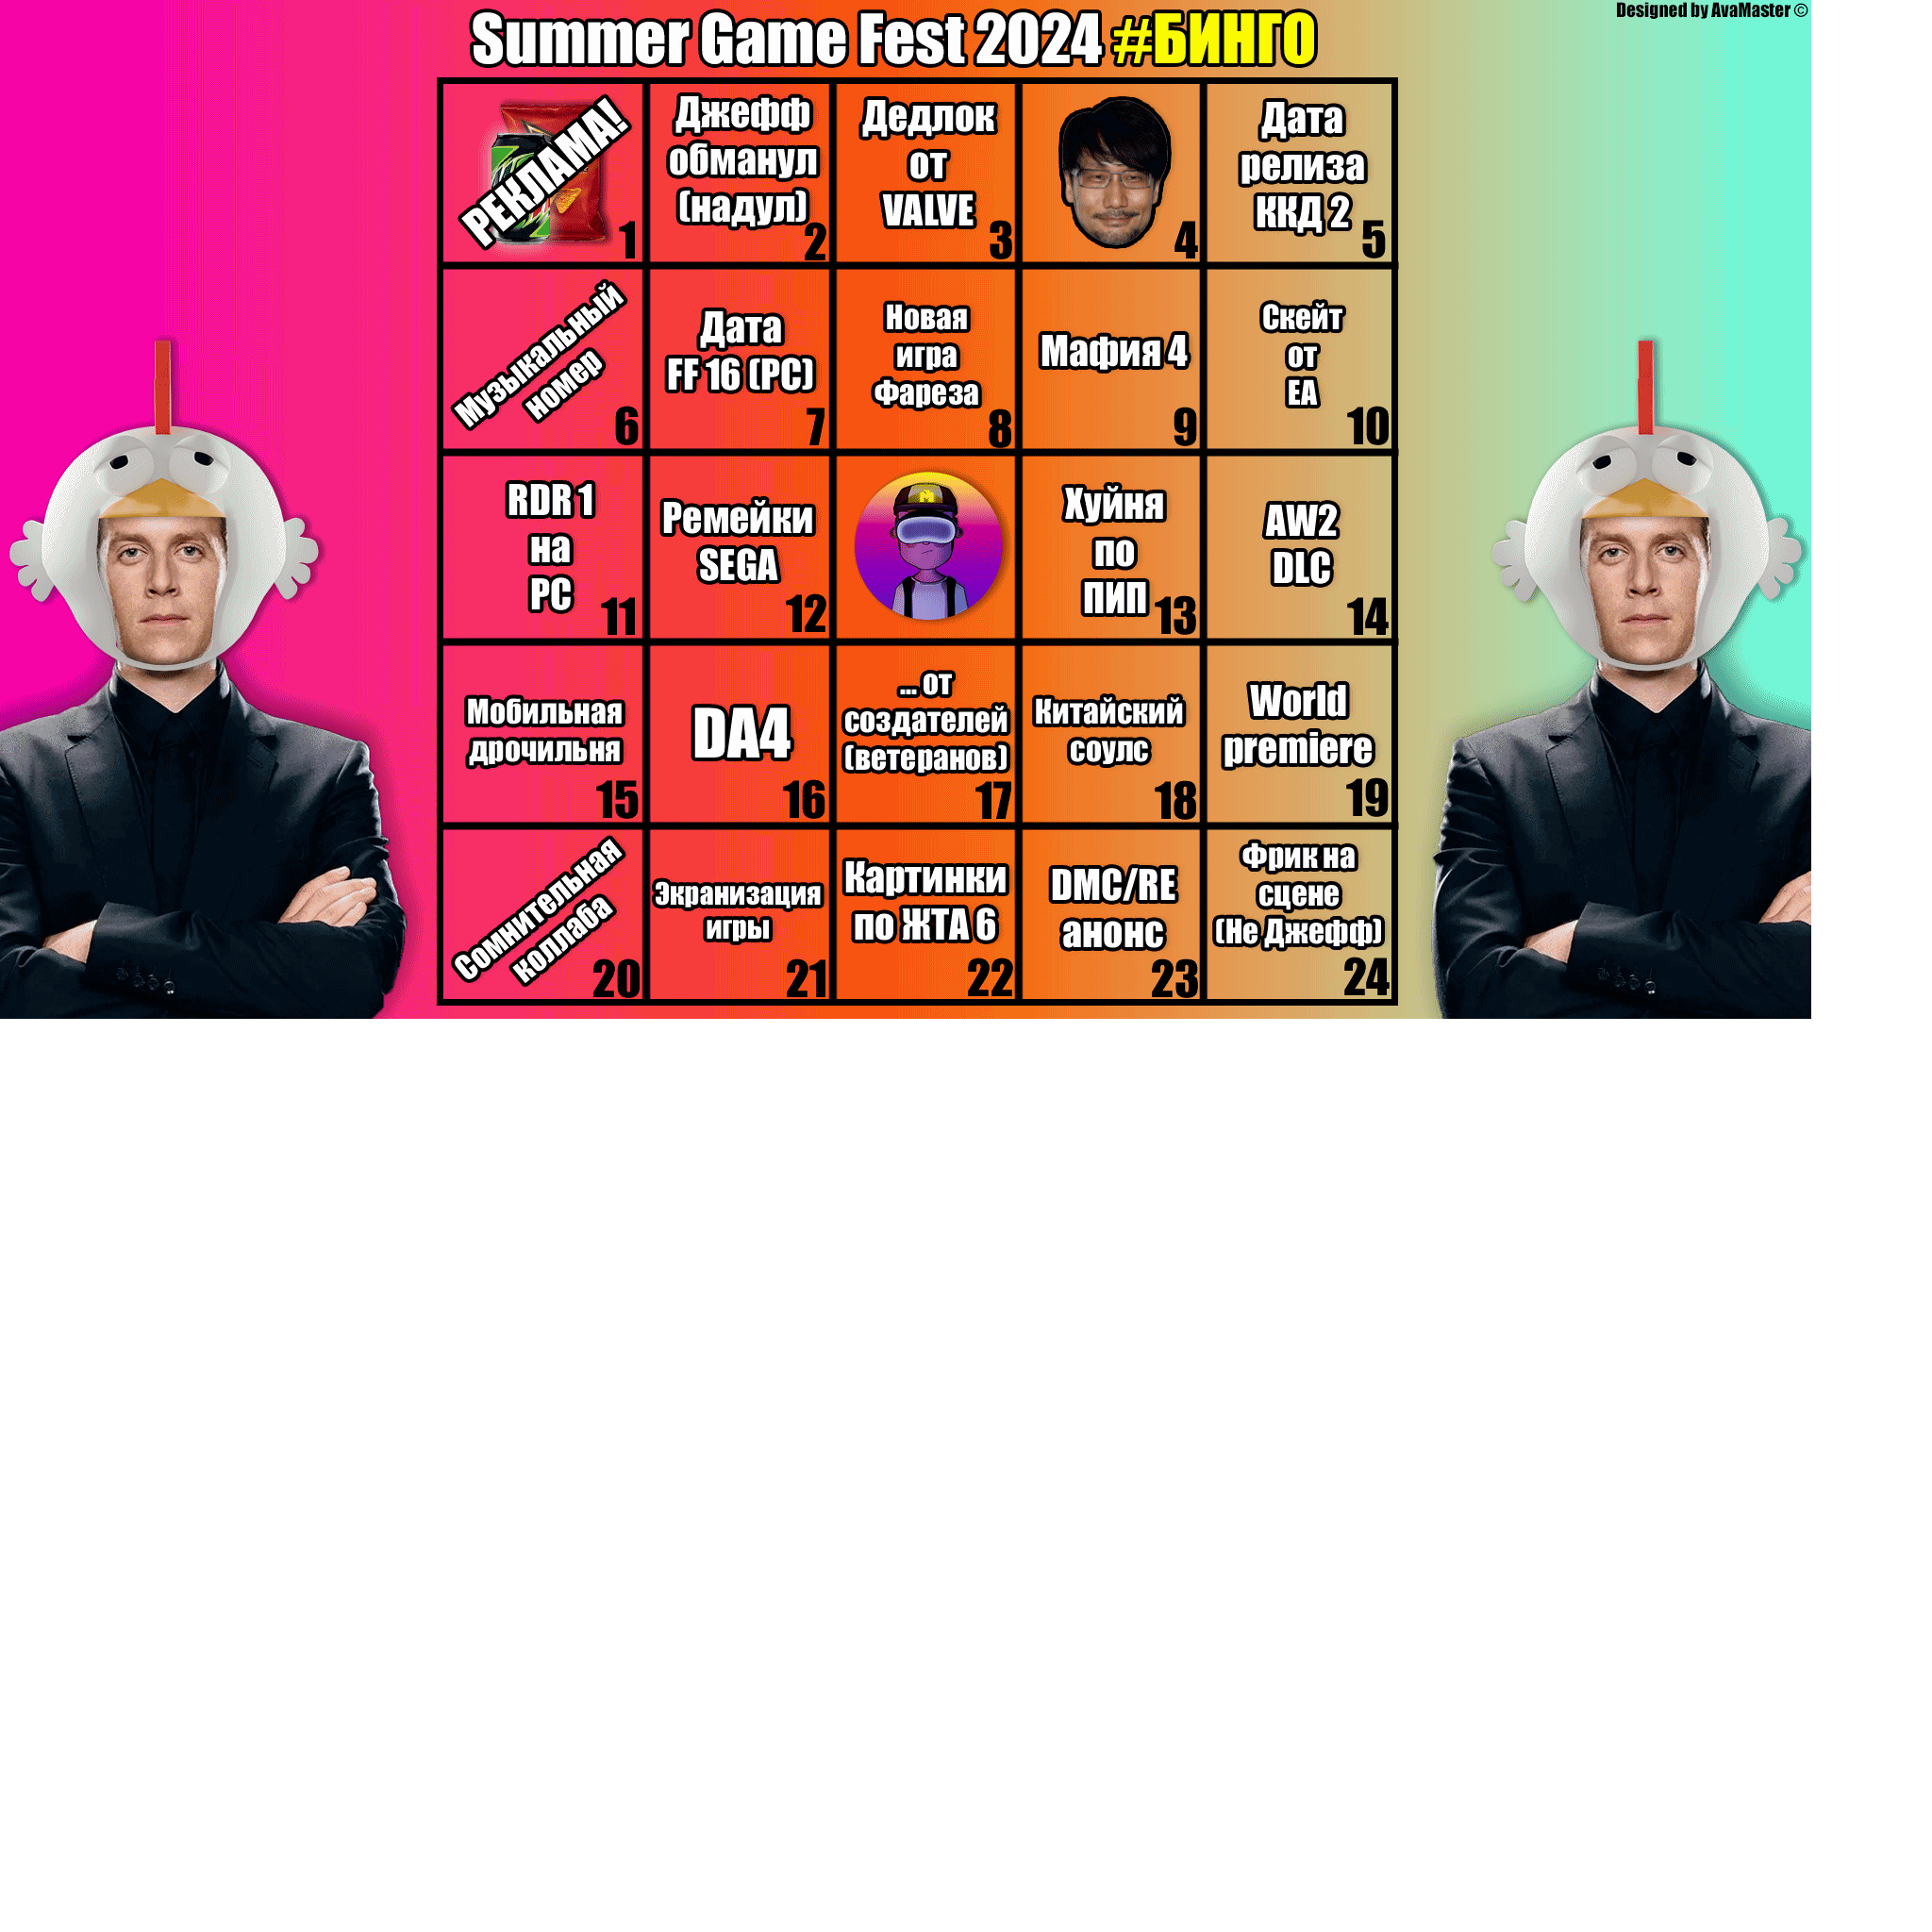 Designed by AvaMaster ©
Summer Game Fest 2024 #БИНГО
РЕКЛАМА!
1
Джефф
обманул
(надул)
2
Дедлок
от
VALVE
3
4
Дата
релиза
ККД 2
5
Музыкальный
номер
6
Дата
FF 16 (PC)
7
Новая
игра
Фареза
8
Мафия 4
9
Скейт
от
EA
10
RDR 1
на
PC
11
Ремейки
SEGA
12
M
Хуйня
по
ПИП
13
AW2
DLC
14
Мобильная
дрочильня
15
DA4
16
... от
создателей
(ветеранов)
17
Китайский
соулс
18
World
premiere
19
Сомнительная
коллаба
20
Экранизация
игры
21
Картинки
по ЖТА 6
22
DMC/RE
анонс
23
Фрик на
сцене
(Не Джефф)
24